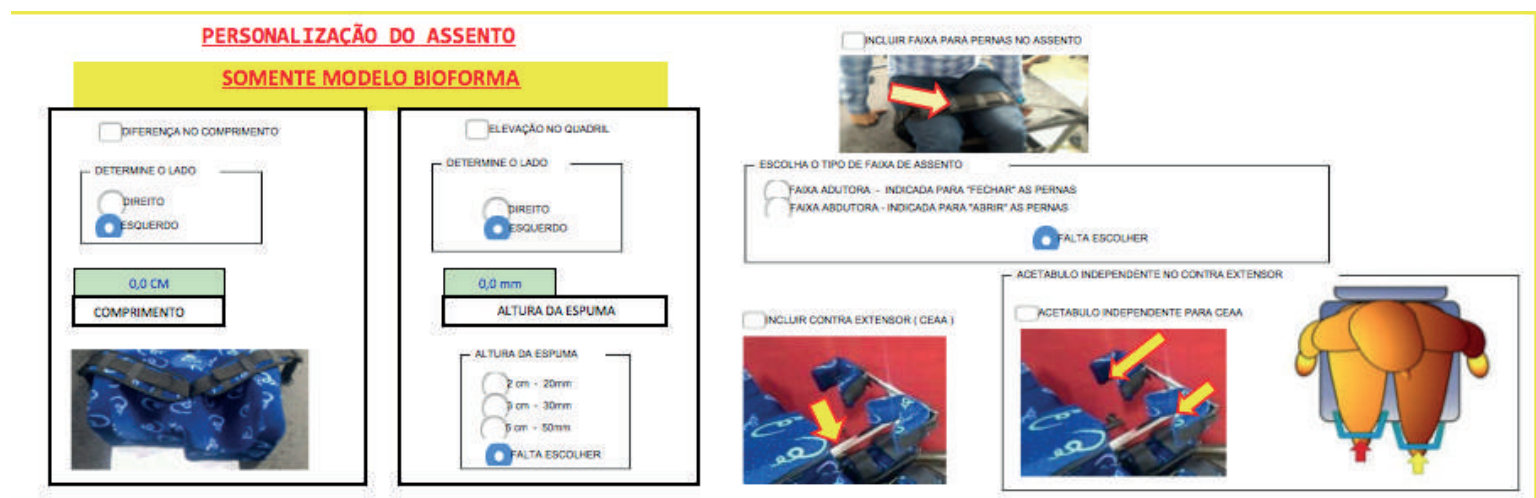 PERSONALIZAÇÃO DO ASSENTO
SOMENTE MODELO BIOFORMA
DIFERENÇA NO COMPRIMENTO
DETERMINE O LADO
DIREITO
ESQUERDO
0,0 CM
COMPRIMENTO
ELEVAÇÃO NO QUADRIL
DETERMINE O LADO
DIREITO
ESQUERDO
0,0 mm
ALTURA DA ESPUMA
ALTURA DA ESPUMA
2 cm - 20mm
3 cm - 30mm
5 cm - 50mm
FALTA ESCOLHER
INCLUIR FAIXA PARA PERNAS NO ASSENTO
ESCOLHA O TIPO DE FAIXA DE ASSENTO
FAIXA ADUTORA - INDICADA PARA "FECHAR" AS PERNAS
FAIXA ABDUTORA - INDICADA PARA "ABRIR" AS PERNAS
FALTA ESCOLHER
INCLUIR CONTRA EXTENSOR ( CEAA )
ACETABULO INDEPENDENTE NO CONTRA EXTENSOR
ACETABULO INDEPENDENTE PARA CEAA